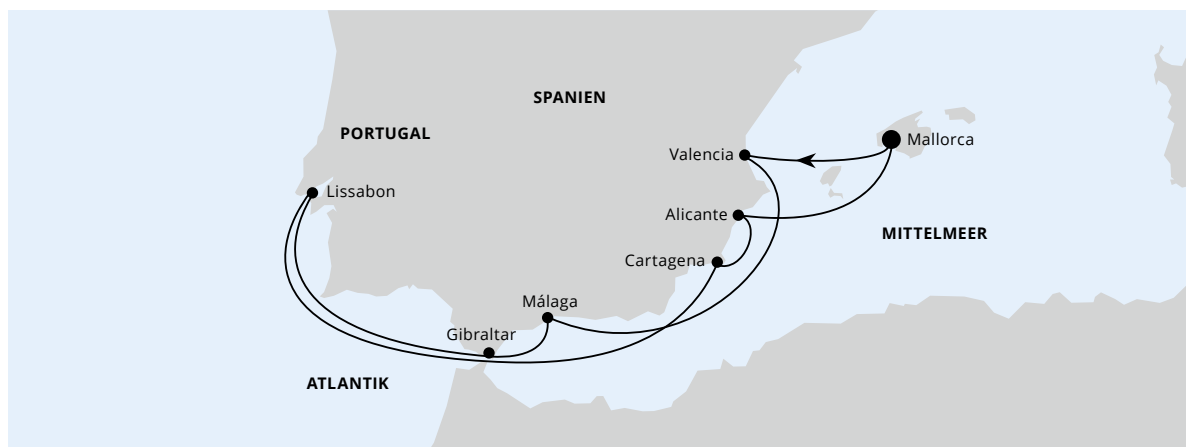 SPANIEN
PORTUGAL
Valencia
Mallorca
Lissabon
Alicante
MITTELMEER
Cartagena
Málaga
Gibraltar
ATLANTIK